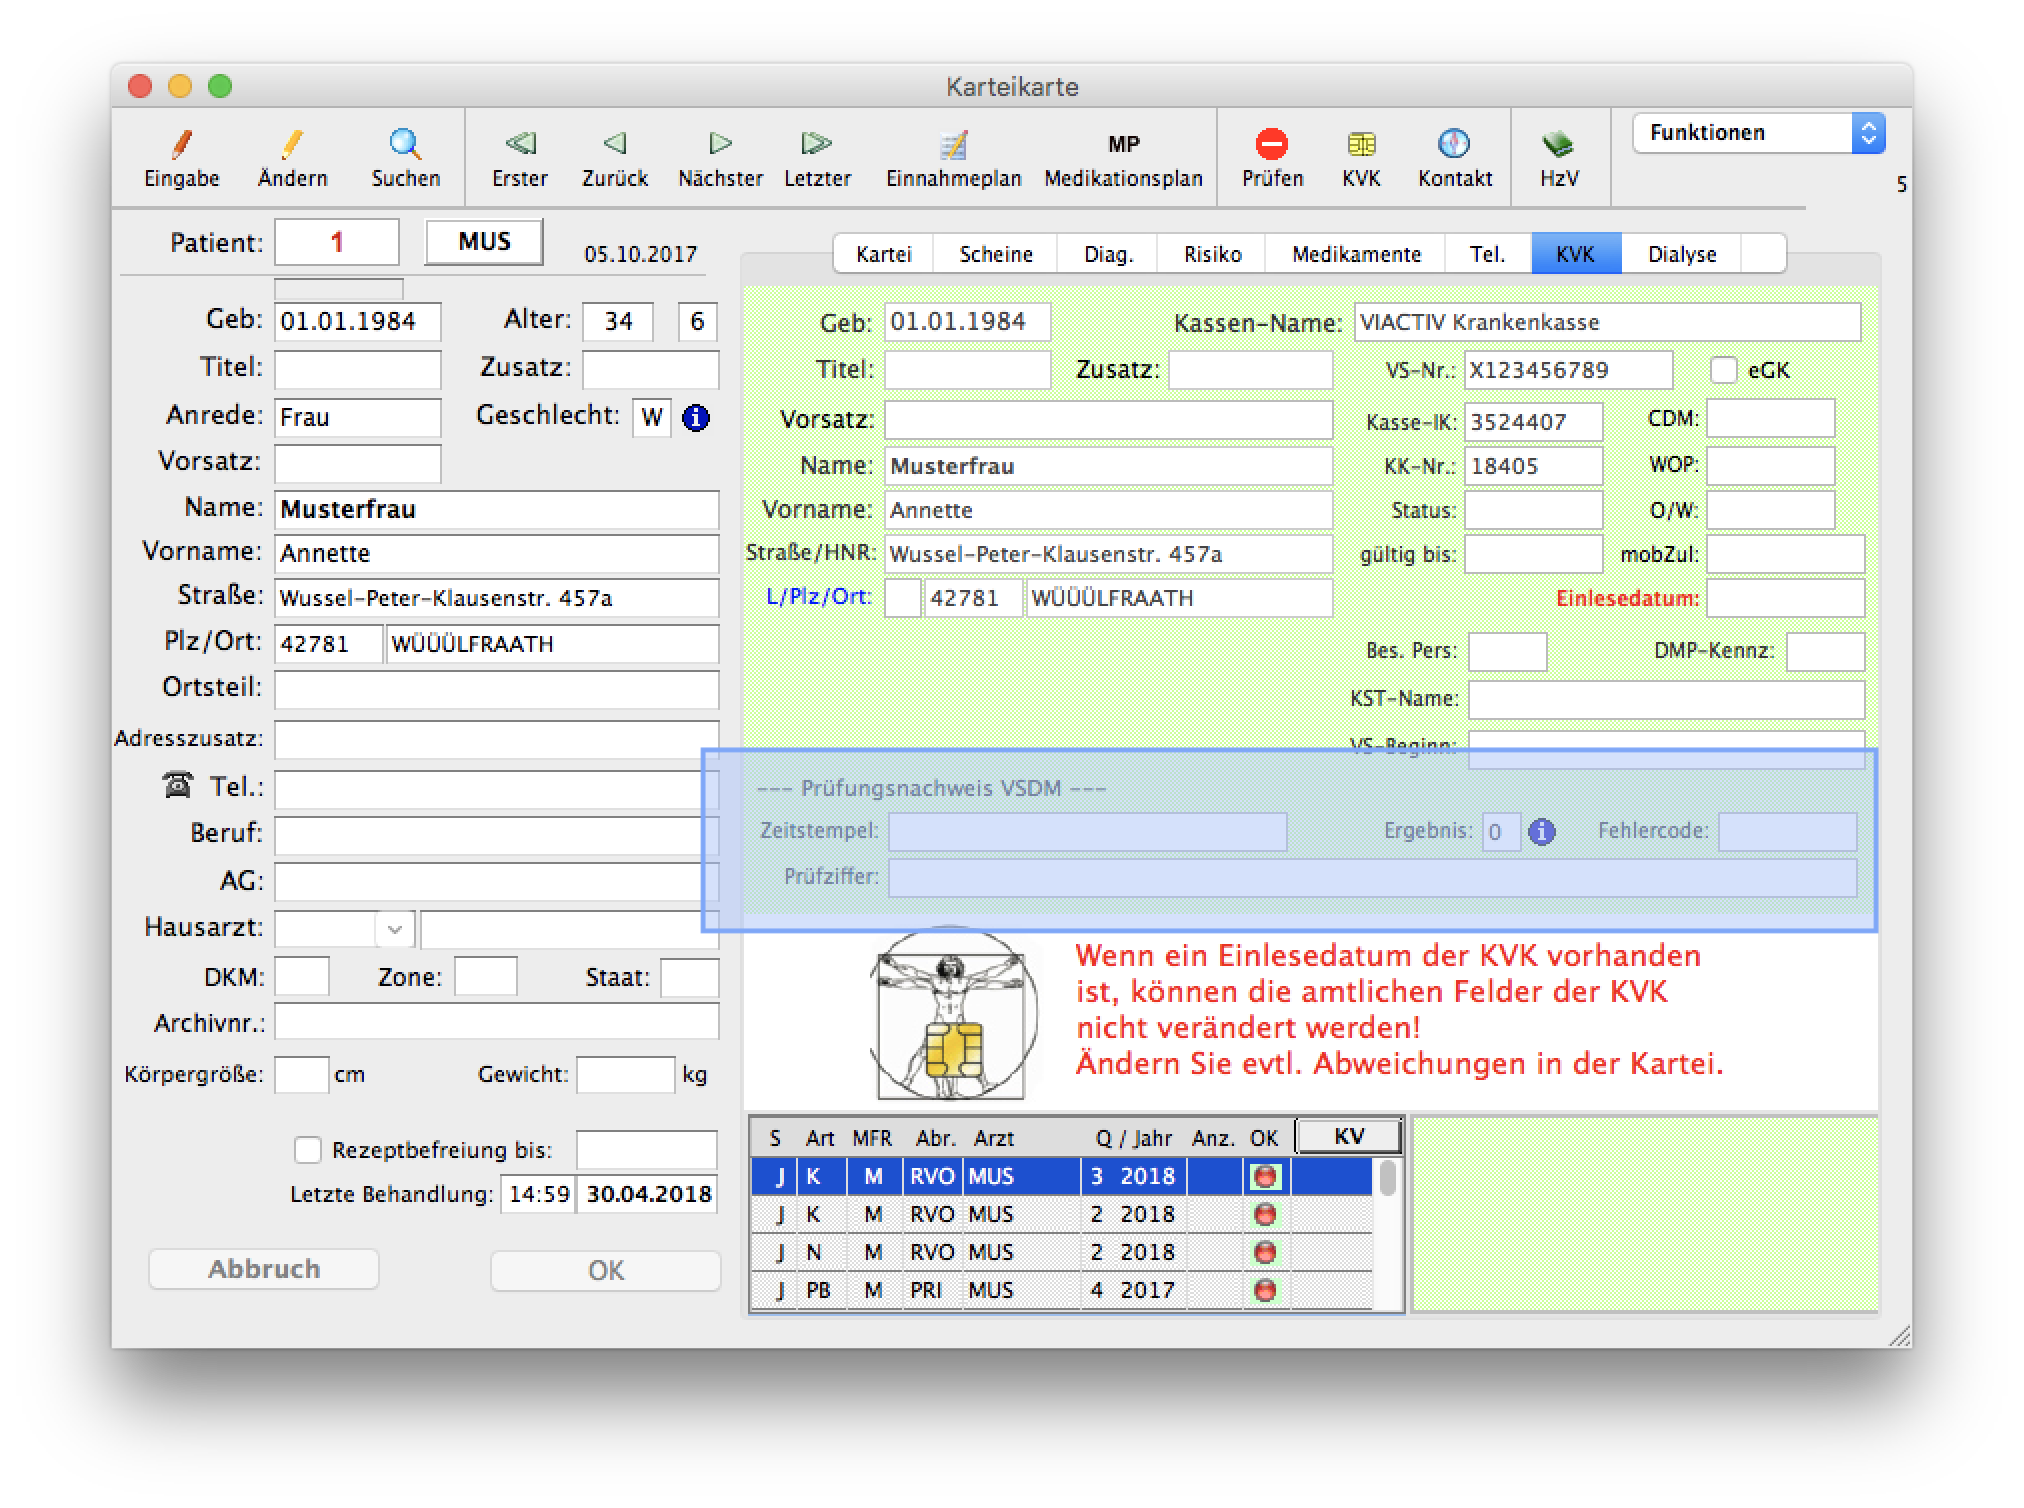 Karteikarte
Eingabe Ändern Suchen Erster Zurück Nächster Letzter Einnahmeplan MP Medikationsplan Prüfen KVK Kontakt HzV Funktionen
5
Patient: 1 MUS 05.10.2017
Geb: 01.01.1984 Alter: 34 6
Titel: Zusatz:
Anrede: Frau Geschlecht: W
Vorsatz:
Name: Musterfrau
Vorname: Annette
Straße: Wussel-Peter-Klausenstr. 457a
Plz/Ort: 42781 WÜÜÜLFRAATH
Ortsteil:
Adresszusatz:
Tel.:
Beruf:
AG:
Hausarzt:
DKM: Zone: Staat:
Archivnr.:
Körpergröße: cm Gewicht: kg
Rezeptbefreiung bis:
Letzte Behandlung: 14:59 30.04.2018
Abbruch OK
Kartei Scheine Diag. Risiko Medikamente Tel. KVK Dialyse
Geb: 01.01.1984 Kassen-Name: VIACTIV Krankenkasse
Titel: Zusatz: VS-Nr.: X123456789 eGK
Vorsatz: Kasse-IK: 3524407 CDM:
Name: Musterfrau KK-Nr.: 18405 WOP:
Vorname: Annette Status: O/W:
Straße/HNR: Wussel-Peter-Klausenstr. 457a gültig bis: mobZul:
L/Plz/Ort: 42781 WÜÜÜLFRAATH Einlesedatum:
Bes. Pers: DMP-Kennz:
KST-Name:
VS-Beginn:
--- Prüfungsnachweis VSDM ---
Zeitstempel: Ergebnis: 0 Fehlercode:
Prüfziffer:
Wenn ein Einlesedatum der KVK vorhanden
ist, können die amtlichen Felder der KVK
nicht verändert werden!
Ändern Sie evtl. Abweichungen in der Kartei.
S Art MFR Abr. Arzt Q / Jahr Anz. OK KV
J K M RVO MUS 3 2018
J K M RVO MUS 2 2018
J N M RVO MUS 2 2018
J PB M PRI MUS 4 2017